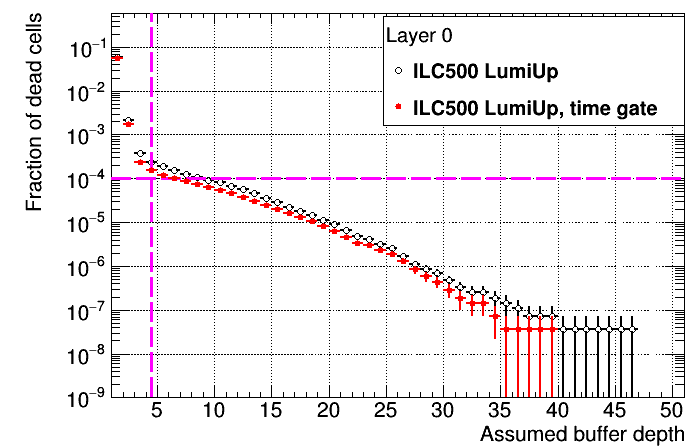 Fraction of dead cells
10⁻¹
10⁻²
10⁻³
10⁻⁴
10⁻⁵
10⁻⁶
10⁻⁷
10⁻⁸
10⁻⁹
Layer 0
ILC500 LumiUp
ILC500 LumiUp, time gate
5 10 15 20 25 30 35 40 45 50
Assumed buffer depth